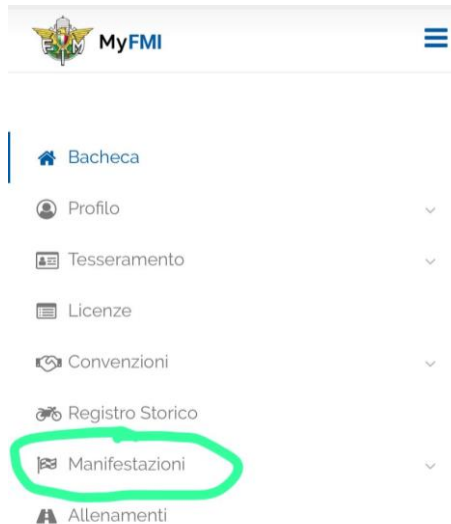 MyFMI
Bacheca
Profilo
Tesseramento
Licenze
Convenzioni
Registro Storico
Manifestazioni
Allenamenti